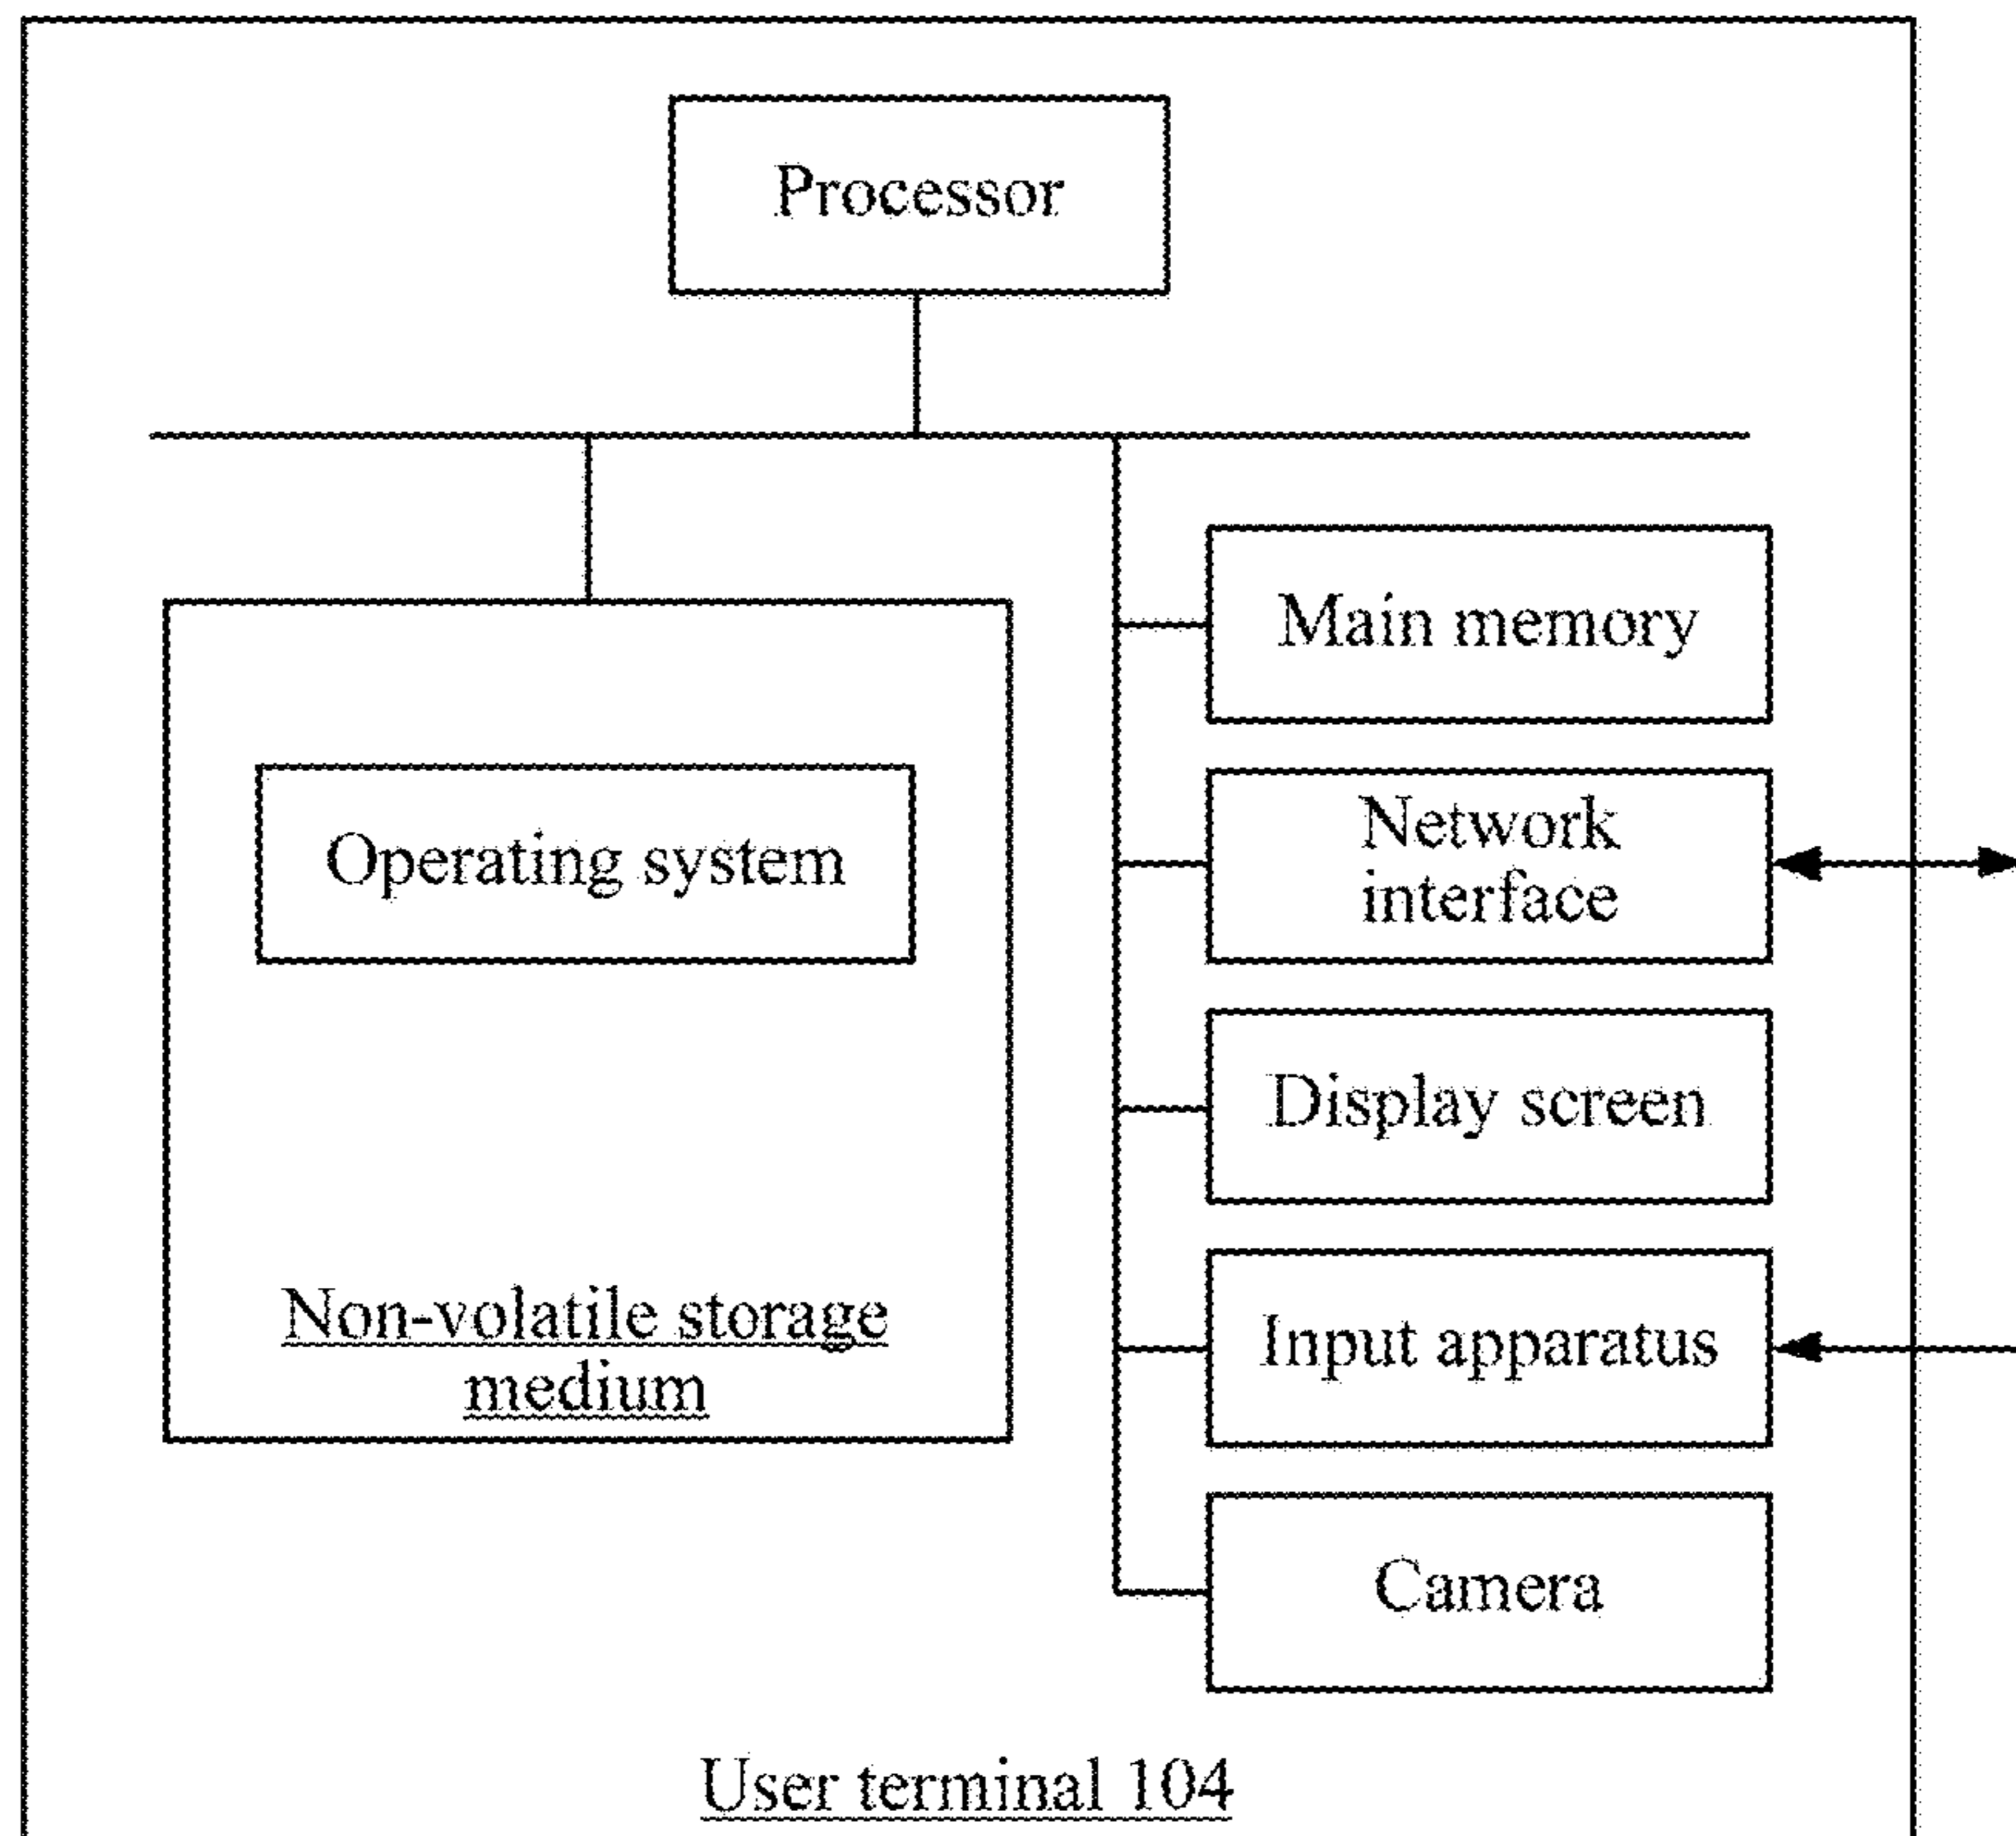 Processor
Main memory
Network
interface
Operating system
Display screen
Non-volatile storage
medium
Input apparatus
Camera
User terminal 104